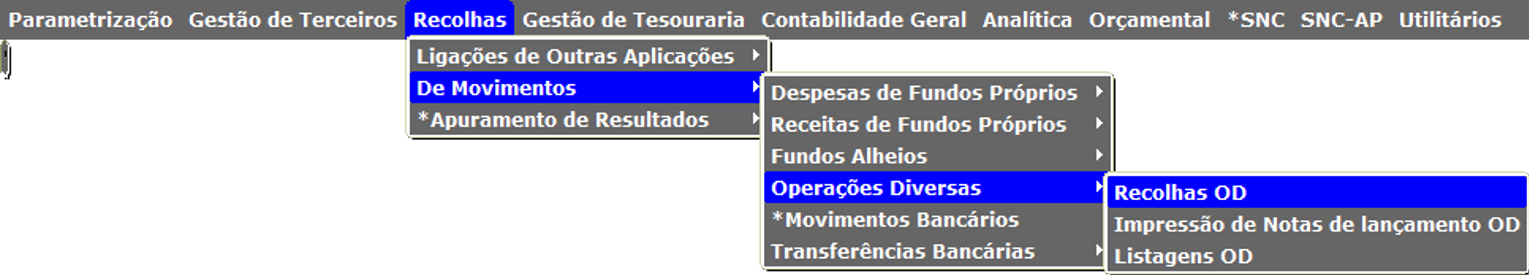 Parametrização Gestão de Terceiros Recolhas Gestão de Tesouraria Contabilidade Geral Analítica Orçamental *SNC SNC-AP Utilitários
Ligações de Outras Aplicações
De Movimentos
*Apuramento de Resultados
Despesas de Fundos Próprios
Receitas de Fundos Próprios
Fundos Alheios
Operações Diversas
*Movimentos Bancários
Transferências Bancárias
Recolhas OD
Impressão de Notas de lançamento OD
Listagens OD